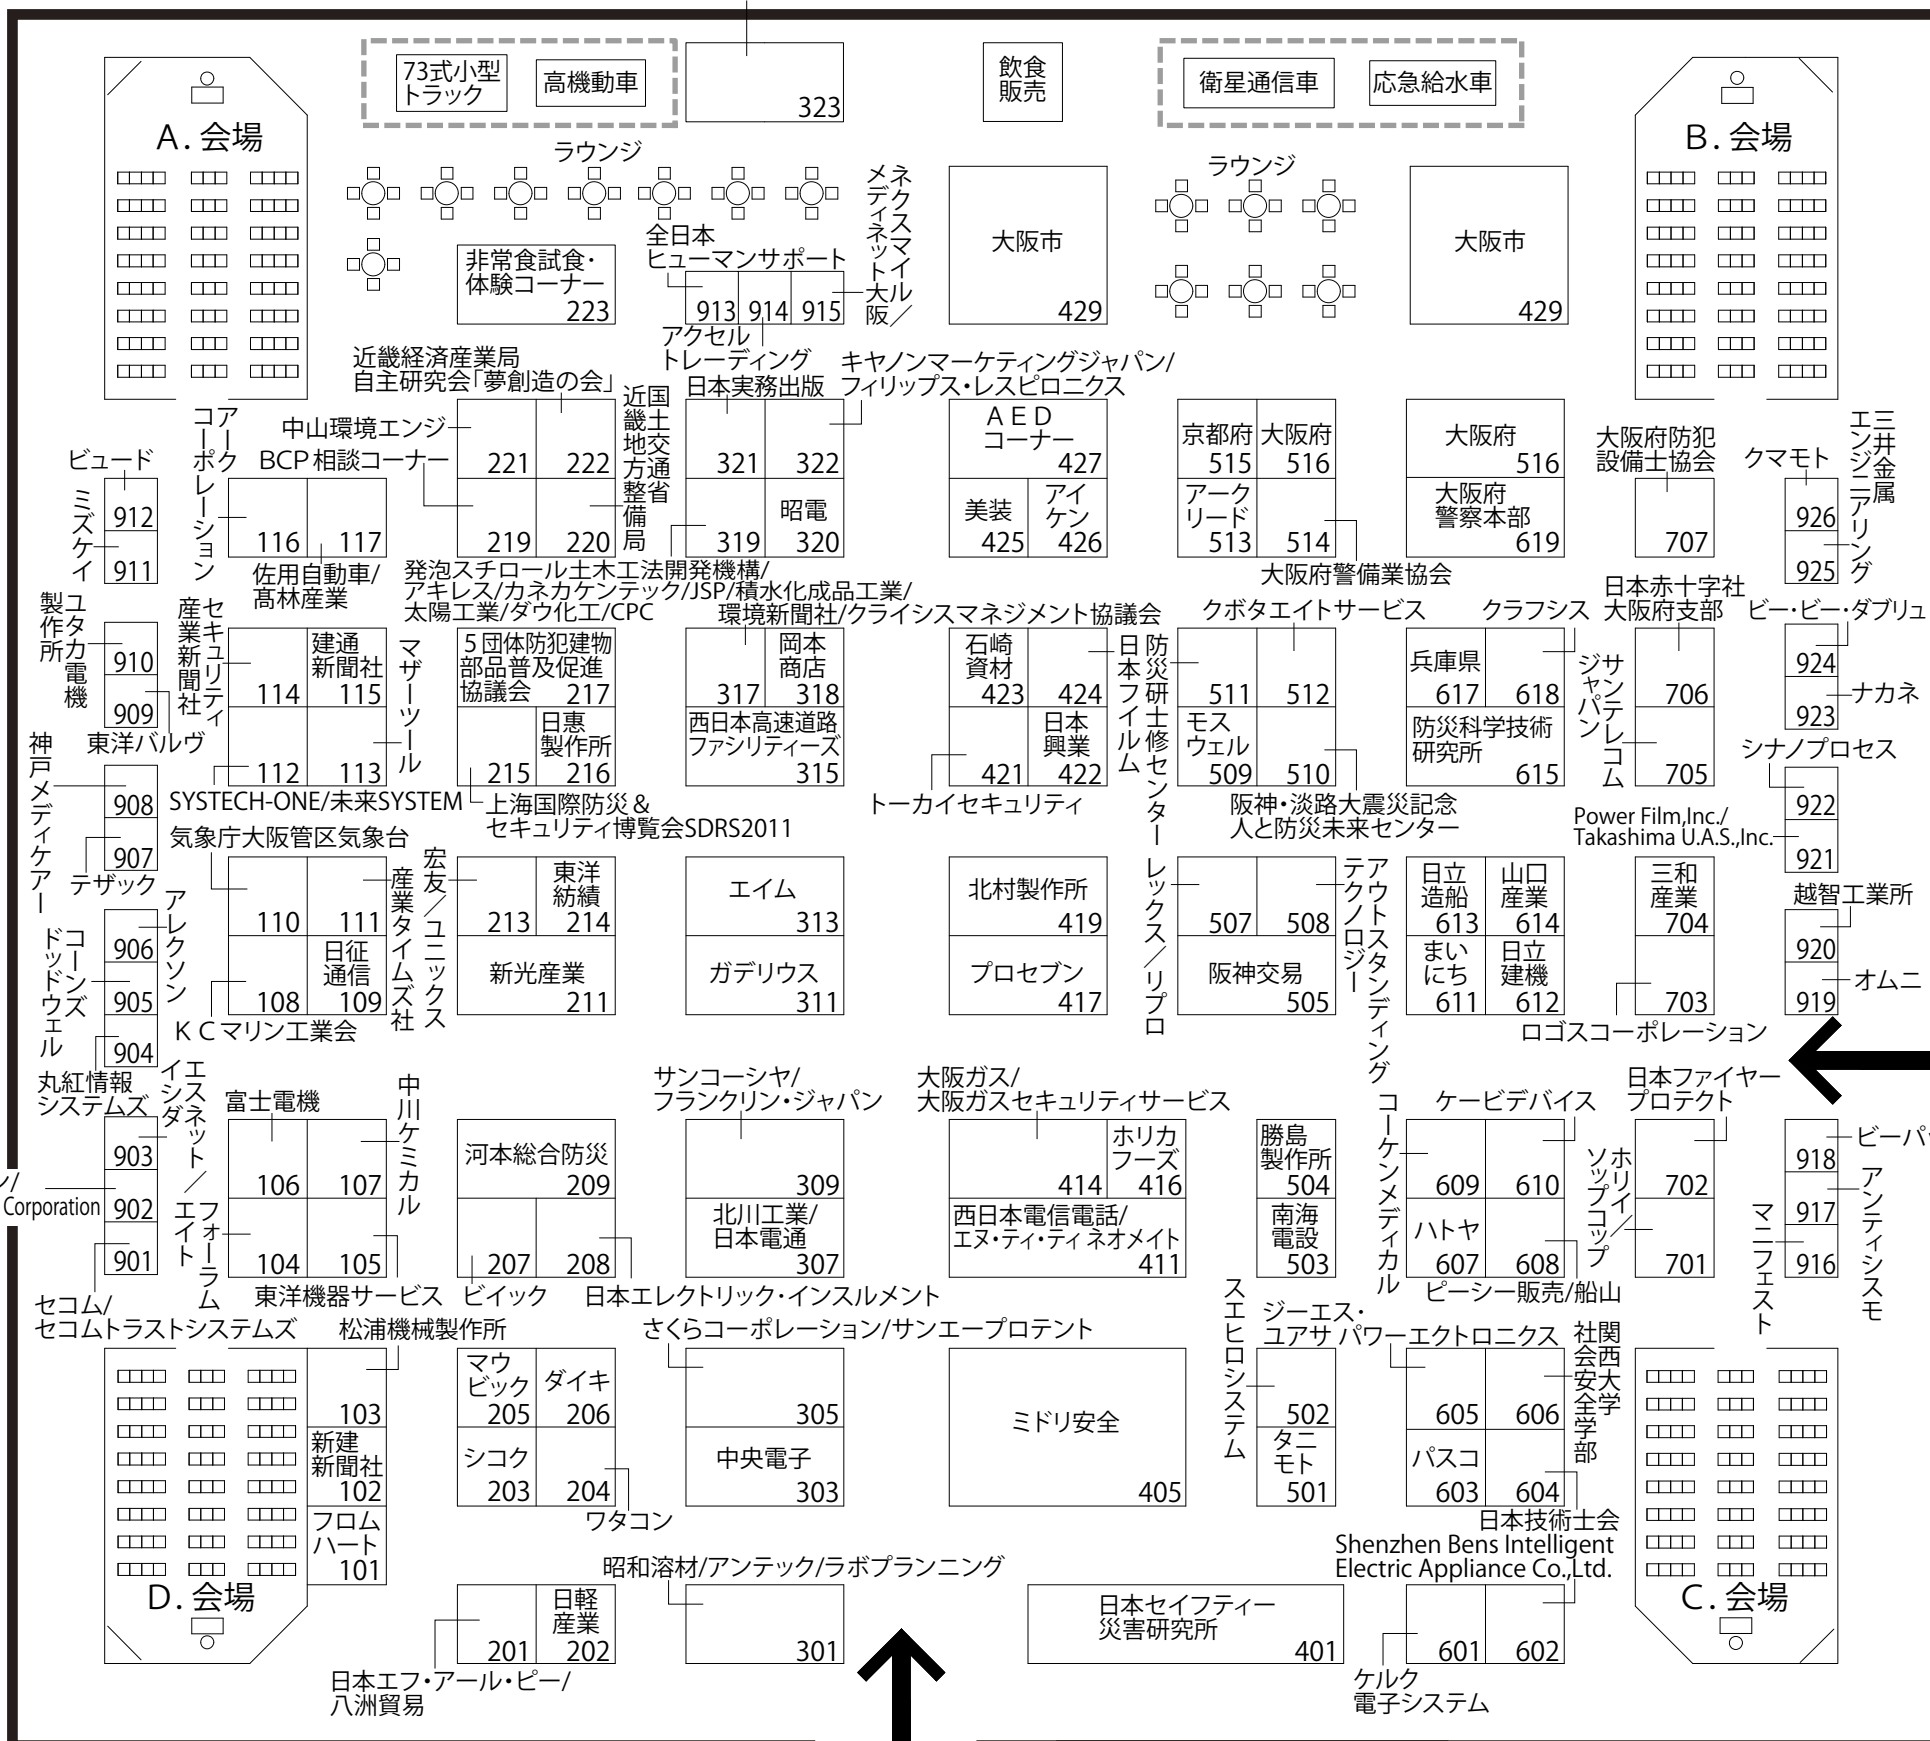 73式小型
トラック
高機動車
323
飲食
販売
衛星通信車
応急給水車
A. 会場
B. 会場
ラウンジ
ラウンジ
全日本
ヒューマンサポート
ネクスマイル/
メディネット大阪
大阪市
429
大阪市
429
非常食試食・
体験コーナー
223
913
914
915
アクセル
トレーディング
近畿経済産業局
自主研究会「夢創造の会」
日本実務出版
キヤノンマーケティングジャパン/
フィリップス・レスピロニクス
アーク
コーポレーション
中山環境エンジ
BCP相談コーナー
221
222
219
220
国土交通省
近畿地方整備局
321
322
319
昭電
320
AED
コーナー
427
美装
425
アイ
ケン
426
京都府
515
大阪府
516
アーク
リード
513
514
大阪府
516
大阪府
警察本部
619
大阪府防犯
設備士協会
707
クマモト
三井金属
エンジニアリング
926
925
ビュード
ミズケイ
912
911
116
117
佐用自動車/
髙林産業
発泡スチロール土木工法開発機構/
アキレス/カネカケンテック/JSP/積水化成品工業/
太陽工業/ダウ化工/CPC
環境新聞社/クライシスマネジメント協議会
大阪府警備業協会
クボタエイトサービス
クラフシス
日本赤十字社
大阪府支部
ビー・ビー・ダブリュ
ユタカ電機
製作所
910
909
東洋バルヴ
セキュリティ
産業新聞社
114
建通
新聞社
115
112
113
マザーツール
5団体防犯建物
部品普及促進
協議会
217
215
日恵
製作所
216
317
岡本
商店
318
西日本高速道路
ファシリティーズ
315
石崎
資材
423
424
421
日本
興業
422
日本フイルム
防災研士修センター
511
512
モス
ウェル
509
510
兵庫県
617
618
防災科学技術
研究所
615
サンテレコム
ジャパン
706
705
924
923
ナカネ
シナノプロセス
神戸メディケアー
908
907
テザック
SYSTECH-ONE/未来SYSTEM
上海国際防災&
セキュリティ博覧会SDRS2011
トーカイセキュリティ
阪神・淡路大震災記念
人と防災未来センター
Power Film,Inc./
Takashima U.A.S.,Inc.
922
921
気象庁大阪管区気象台
110
111
108
日征
通信
109
産業タイムズ社
宏友/ユニックス
213
東洋
紡績
214
新光産業
211
エイム
313
ガデリウス
311
北村製作所
419
プロセブン
417
レックス/リプロ
507
508
阪神交易
505
アウトスタンディング
テクノロジー
日立
造船
613
山口
産業
614
まい
にち
611
日立
建機
612
三和
産業
704
703
越智工業所
920
919
オムニ
アレクソン
コーンズ
ドッドウェル
906
905
904
丸紅情報
システムズ
KCマリン工業会
ロゴスコーポレーション
イシダ
エスネット/
フォーラム
エイト
903
902
901
ン/
Corporation
セコム/
セコムトラストシステムズ
富士電機
中川ケミカル
106
107
104
105
東洋機器サービス
河本総合防災
209
207
208
ビイック
日本エレクトリック・インスルメント
サンコーシヤ/
フランクリン・ジャパン
309
北川工業/
日本電通
307
大阪ガス/
大阪ガスセキュリティサービス
414
ホリカ
フーズ
416
西日本電信電話/
エヌ・ティ・ティ ネオメイト
411
勝島
製作所
504
南海
電設
503
コーケンメディカル
ケービデバイス
609
610
ハトヤ
607
608
ピーシー販売/船山
ホリイ/
ソップコップ
日本ファイヤー
プロテクト
702
701
918
917
916
ビーパ
アンティシスモ
マニフェスト
松浦機械製作所
103
新建
新聞社
102
フロム
ハート
101
D. 会場
マウ
ビック
205
ダイキ
206
シコク
203
204
ワタコン
さくらコーポレーション/サンエープロテント
305
中央電子
303
ミドリ安全
405
スエヒロシステム
502
タニ
モト
501
ジーエス・
ユアサ パワーエクトロニクス
605
606
パスコ
603
604
関西大学
社会安全学部
日本技術士会
Shenzhen Bens Intelligent
Electric Appliance Co.,Ltd.
C. 会場
201
日軽
産業
202
日本エフ・アール・ピー/
八洲貿易
昭和溶材/アンテック/ラボプランニング
301
日本セイフティー
災害研究所
401
601
602
ケルク
電子システム